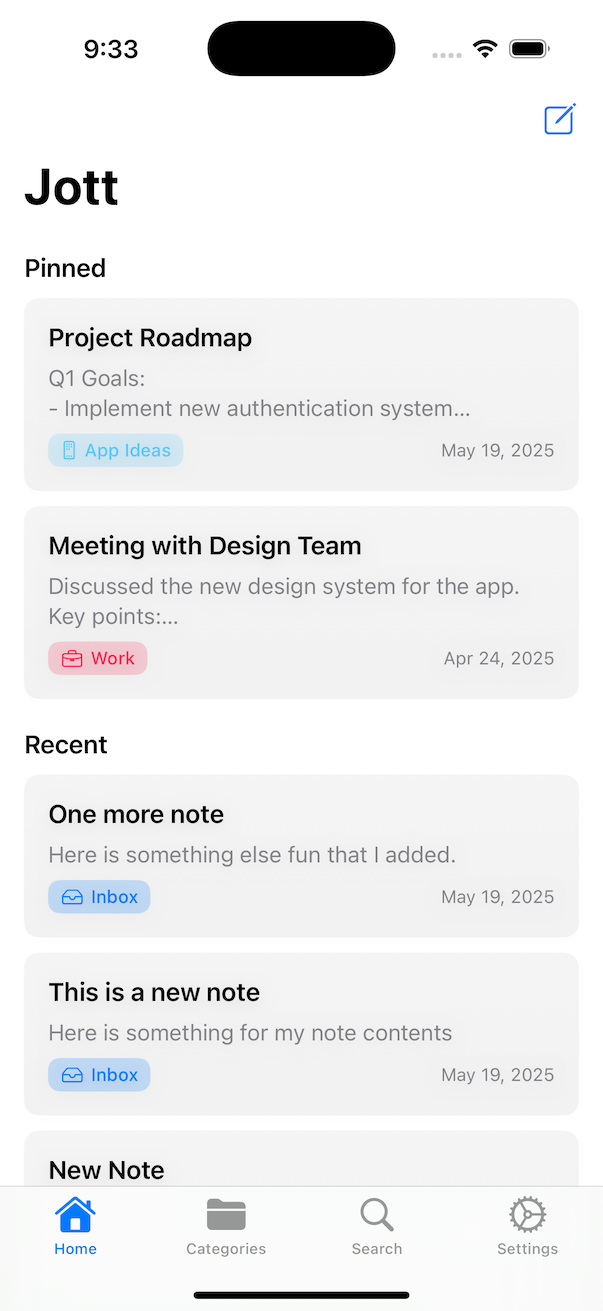 9:33
Jott
Pinned
Project Roadmap
Q1 Goals:
- Implement new authentication system...
App Ideas
May 19, 2025
Meeting with Design Team
Discussed the new design system for the app.
Key points:...
Work
Apr 24, 2025
Recent
One more note
Here is something else fun that I added.
Inbox
May 19, 2025
This is a new note
Here is something for my note contents
Inbox
May 19, 2025
New Note
Home
Categories
Search
Settings